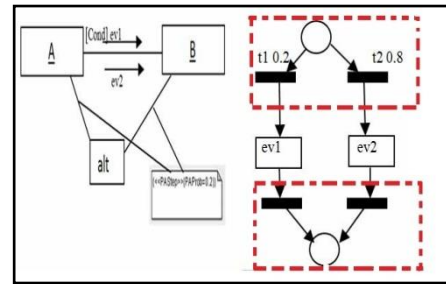 [Cond] ev1
A
B
ev2
alt
{<<PAStep>>(PAProb=0.2)}
t1 0.2
t2 0.8
ev1
ev2